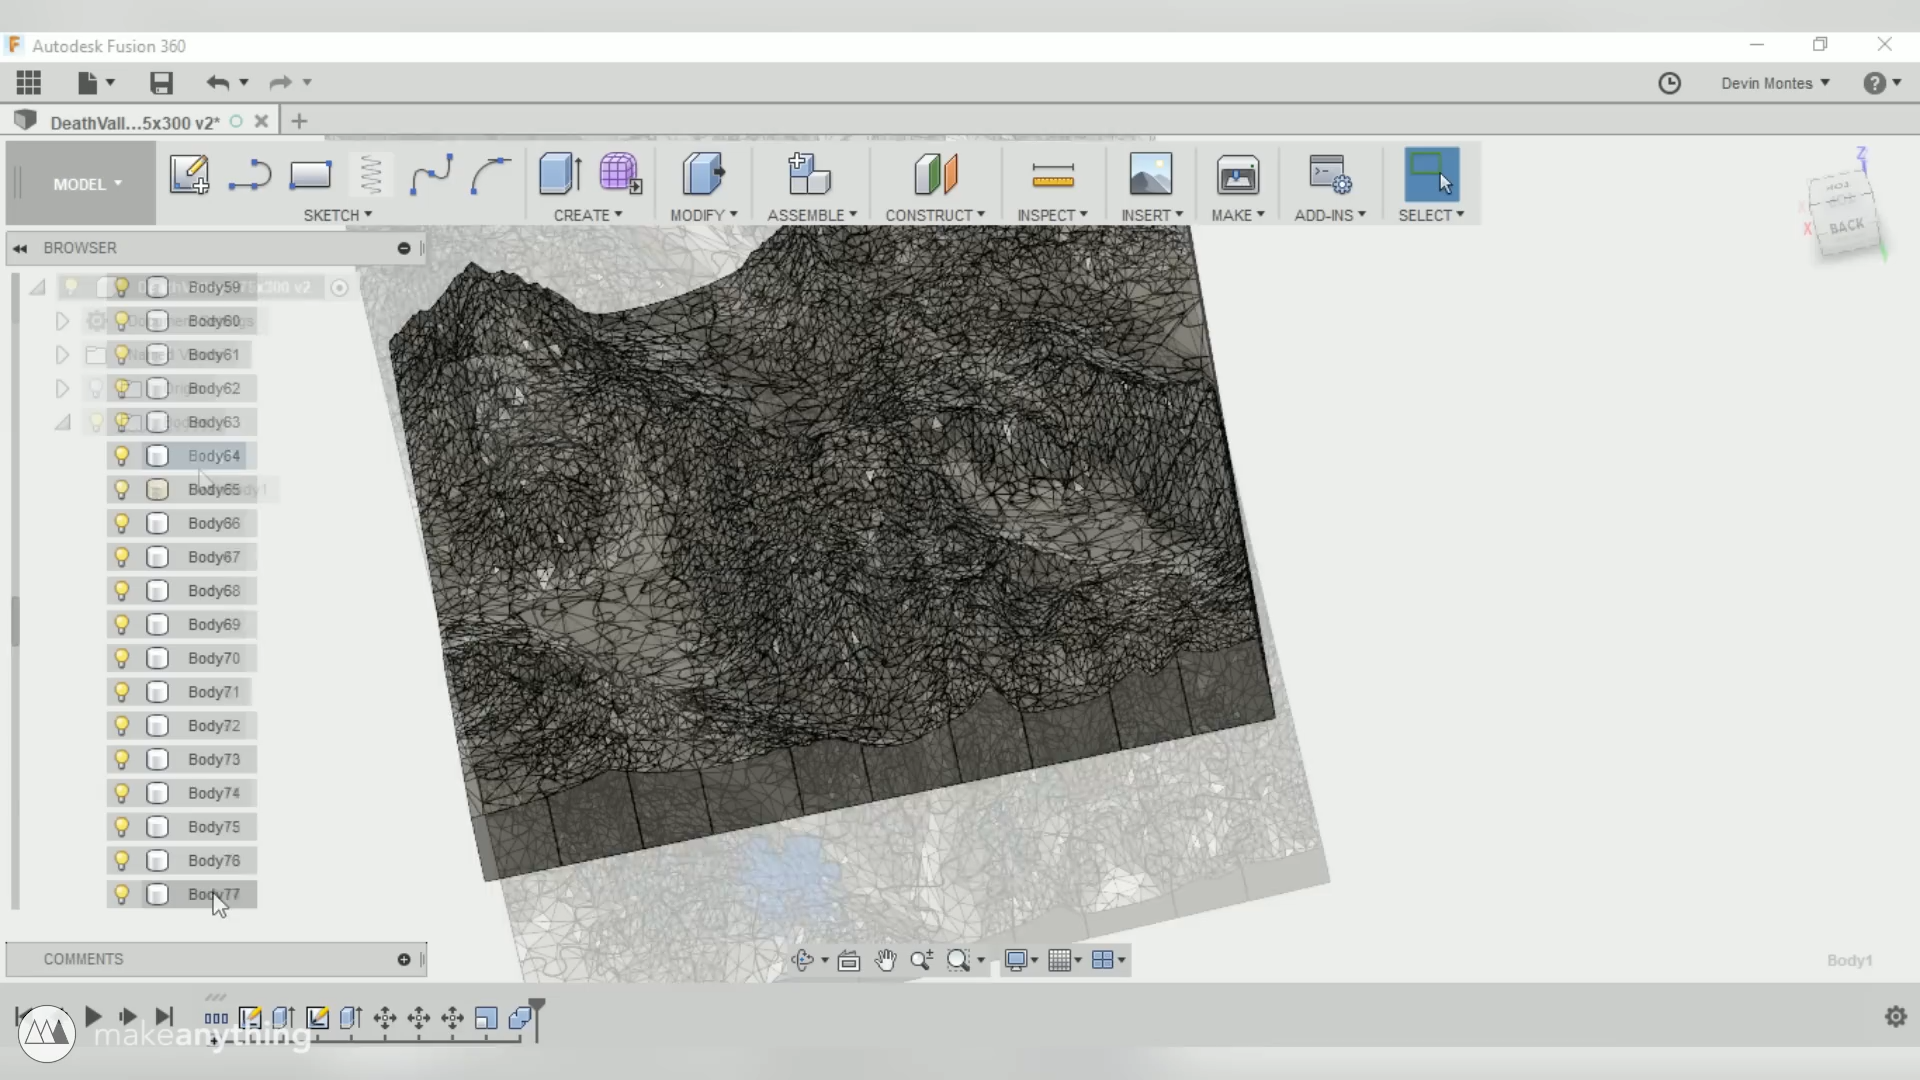 Autodesk Fusion 360
Devin Montes
DeathVall...5x300 v2*
MODEL
SKETCH
CREATE
MODIFY
ASSEMBLE
CONSTRUCT
INSPECT
INSERT
MAKE
ADD-INS
SELECT
Z
TOP
X
BACK
BROWSER
Body59
Body60
Body61
Body62
Body63
Body64
Body65
Body66
Body67
Body68
Body69
Body70
Body71
Body72
Body73
Body74
Body75
Body76
Body77
COMMENTS
Body1
makeanything